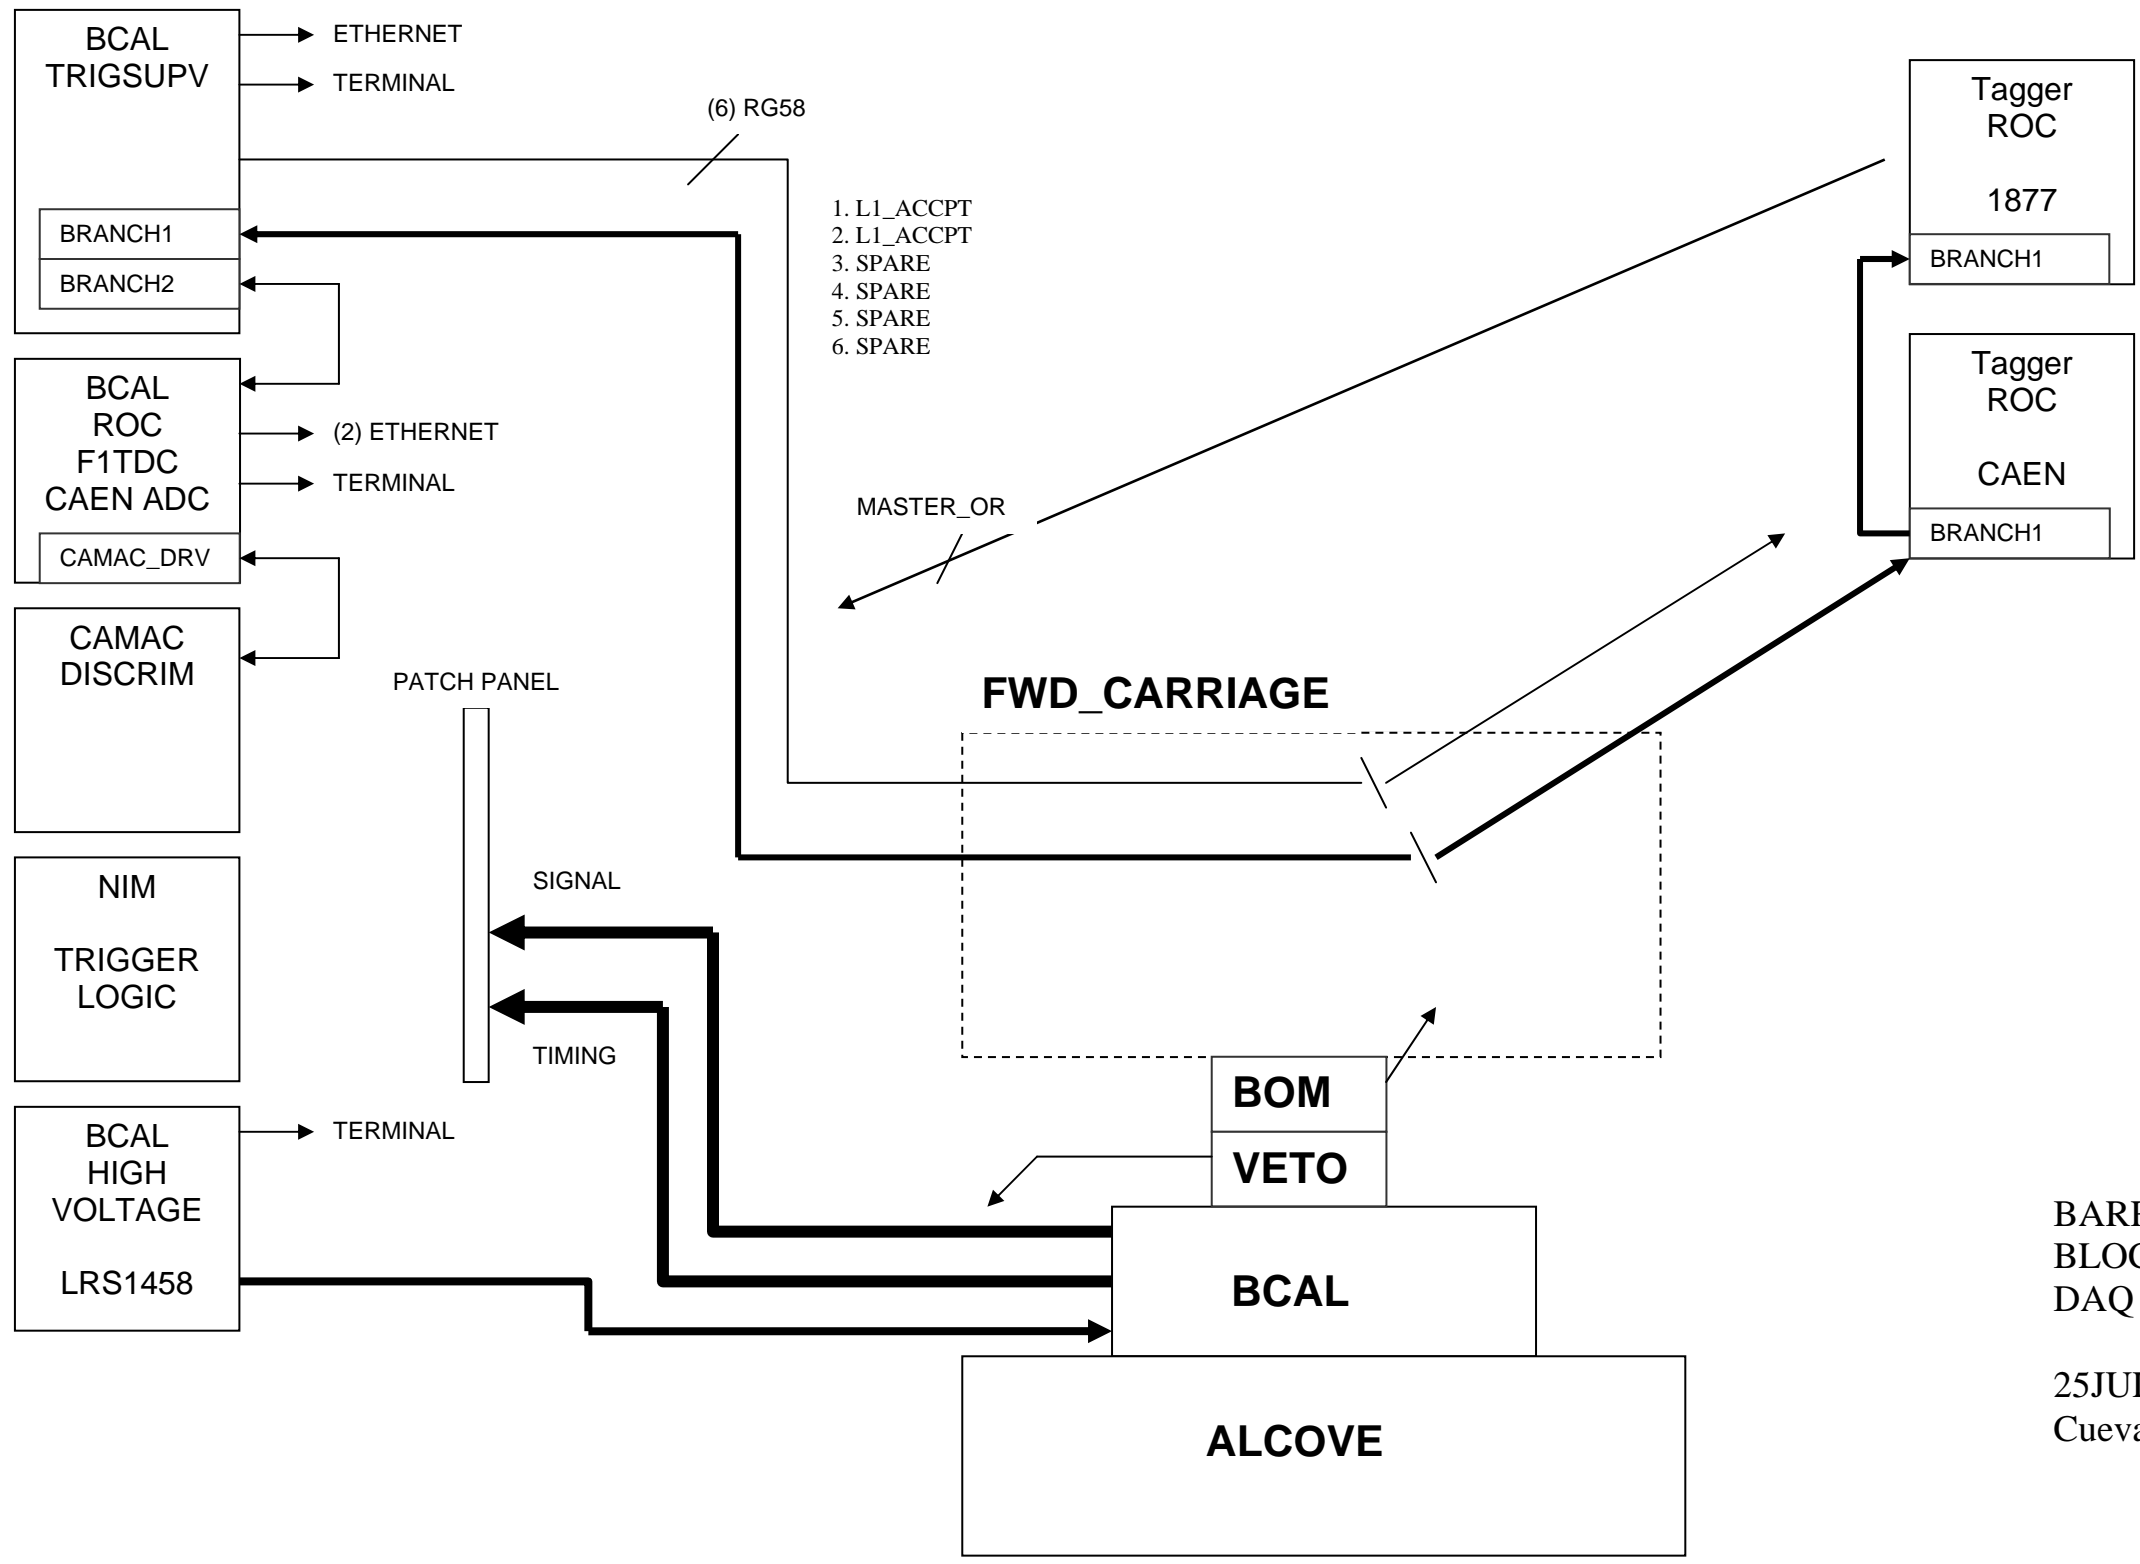 BCAL
TRIGSUPV
ETHERNET
TERMINAL
(6) RG58
BRANCH1
BRANCH2
1. L1_ACCPT
2. L1_ACCPT
3. SPARE
4. SPARE
5. SPARE
6. SPARE
Tagger
ROC
1877
BRANCH1
Tagger
ROC
CAEN
BRANCH1
BCAL
ROC
F1TDC
CAEN ADC
(2) ETHERNET
TERMINAL
CAMAC_DRV
MASTER_OR
CAMAC
DISCRIM
PATCH PANEL
FWD_CARRIAGE
NIM
TRIGGER
LOGIC
SIGNAL
TIMING
BCAL
HIGH
VOLTAGE
LRS1458
TERMINAL
BOM
VETO
BCAL
ALCOVE
DAQ